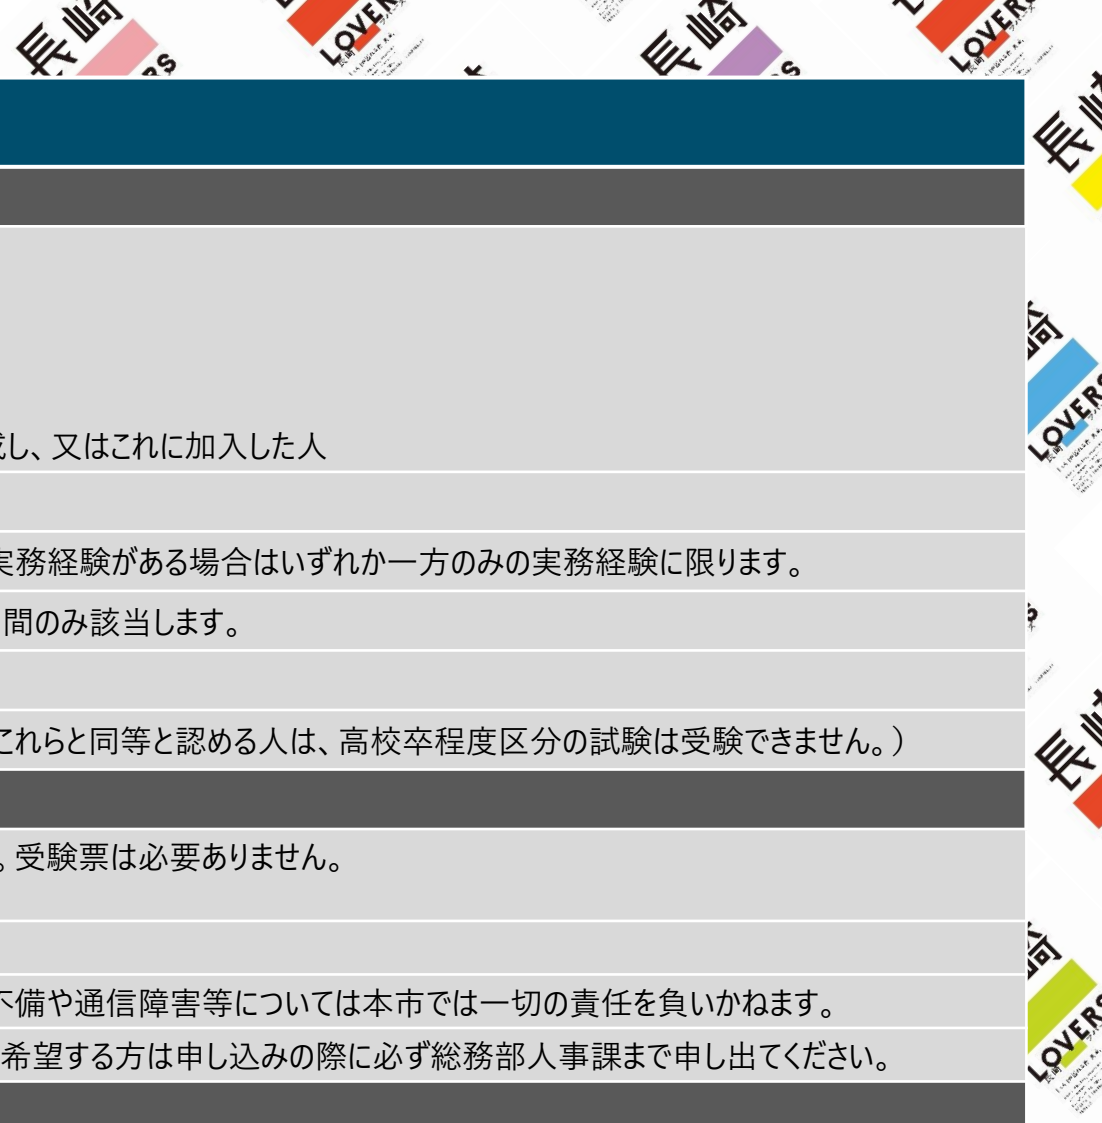 長崎
LOVERS
長崎
LOVERS
長
し、又はこれに加入した人
崎
LOVERS
実務経験がある場合はいずれか一方のみの実務経験に限ります。
間のみ該当します。
これらと同等と認める人は、高校卒程度区分の試験は受験できません。）
長
。受験票は必要ありません。
崎
不備や通信障害等については本市では一切の責任を負いかねます。
LOVERS
希望する方は申し込みの際に必ず総務部人事課まで申し出てください。